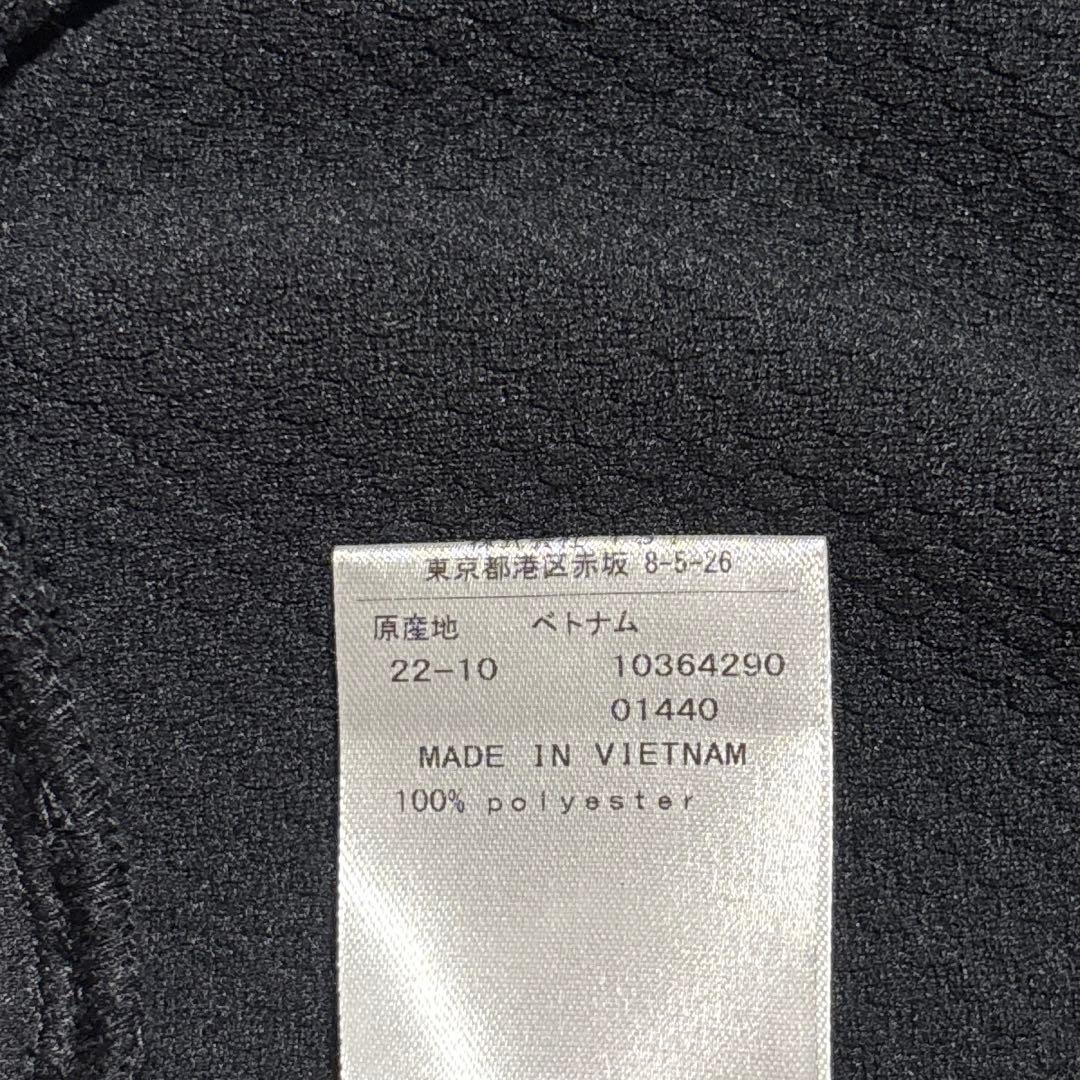 東京都港区赤坂 8-5-26
原産地 ベトナム
22-10 10364290
01440
MADE IN VIETNAM
100% polyester